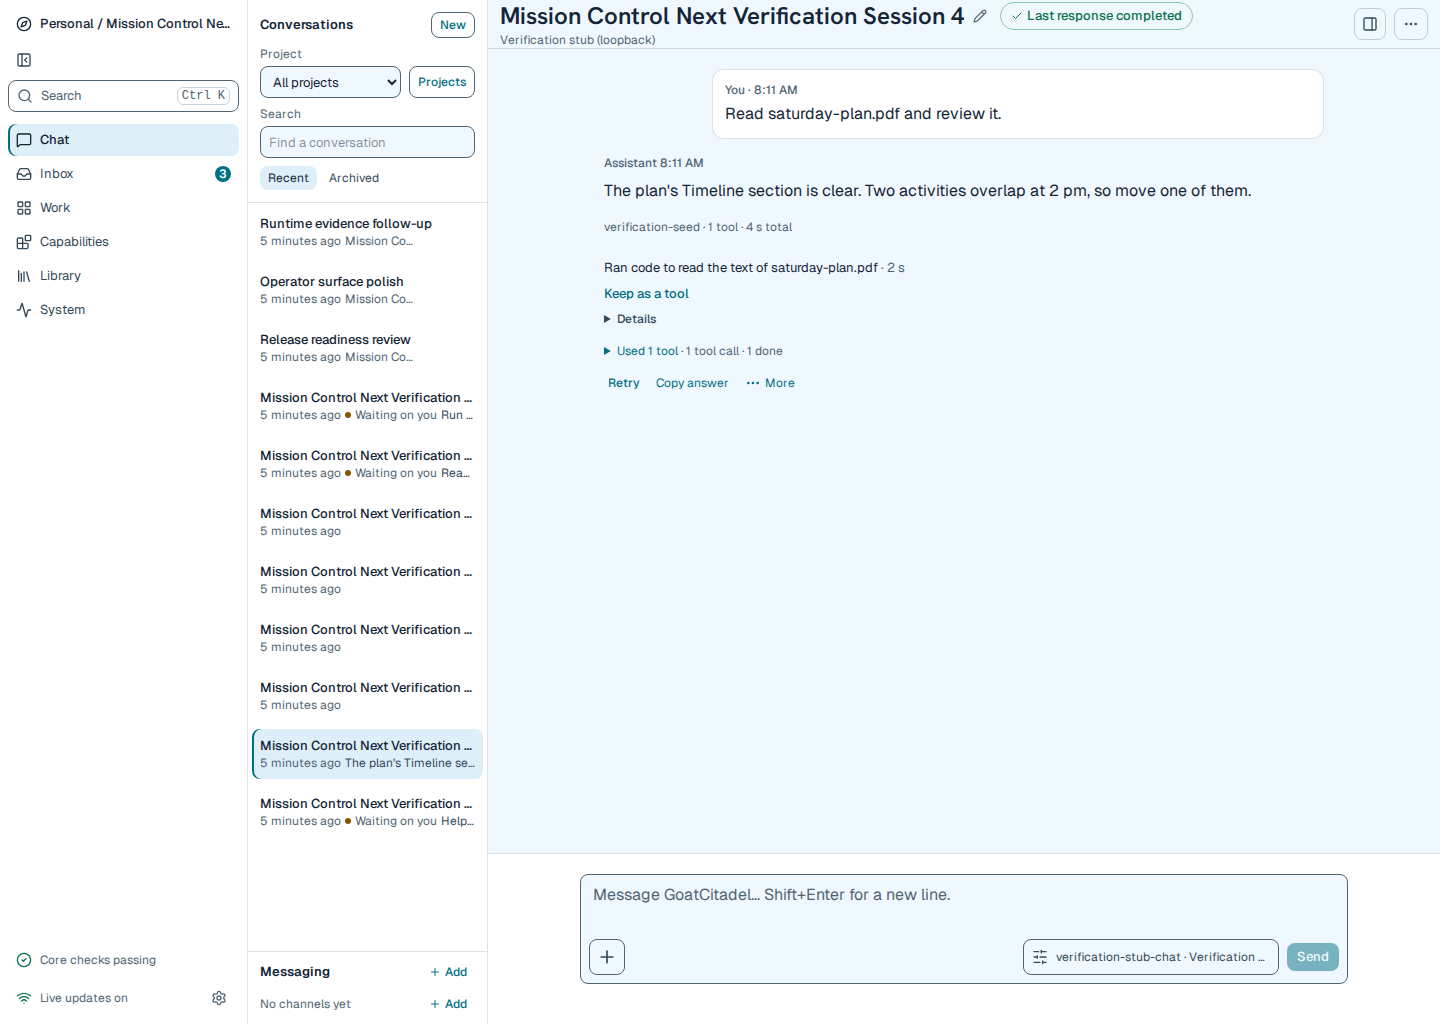 Personal / Mission Control Ne...
Search Ctrl K
Chat
Inbox 3
Work
Capabilities
Library
System
Core checks passing
Live updates on
Conversations New
Project
All projects Projects
Search
Find a conversation
Recent Archived
Runtime evidence follow-up
5 minutes ago Mission Co...
Operator surface polish
5 minutes ago Mission Co...
Release readiness review
5 minutes ago Mission Co...
Mission Control Next Verification ...
5 minutes ago Waiting on you Run ...
Mission Control Next Verification ...
5 minutes ago Waiting on you Rea...
Mission Control Next Verification ...
5 minutes ago
Mission Control Next Verification ...
5 minutes ago
Mission Control Next Verification ...
5 minutes ago
Mission Control Next Verification ...
5 minutes ago
Mission Control Next Verification ...
5 minutes ago The plan's Timeline se...
Mission Control Next Verification ...
5 minutes ago Waiting on you Help...
Messaging + Add
No channels yet + Add
Mission Control Next Verification Session 4 Last response completed
Verification stub (loopback)
You · 8:11 AM
Read saturday-plan.pdf and review it.
Assistant 8:11 AM
The plan's Timeline section is clear. Two activities overlap at 2 pm, so move one of them.
verification-seed · 1 tool · 4 s total
Ran code to read the text of saturday-plan.pdf · 2 s
Keep as a tool
Details
Used 1 tool · 1 tool call · 1 done
Retry Copy answer ··· More
Message GoatCitadel... Shift+Enter for a new line.
verification-stub-chat · Verification ... Send